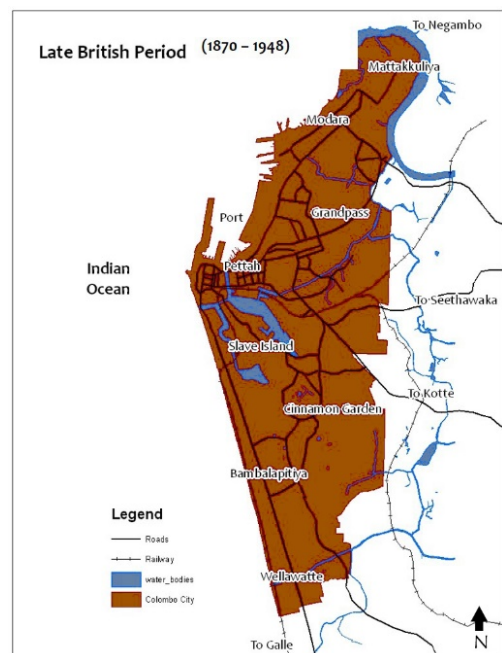 To Negambo
Late British Period (1870 – 1948)
Mattakkuliya
Modara
Port
Grandpass
Pettah
Indian
Ocean
To Seethawaka
Slave Island
To Kotte
Cinnamon Garden
Bambalapitiya
Legend
Roads
Railway
water_bodies
Wellawatte
Colombo City
To Galle
N